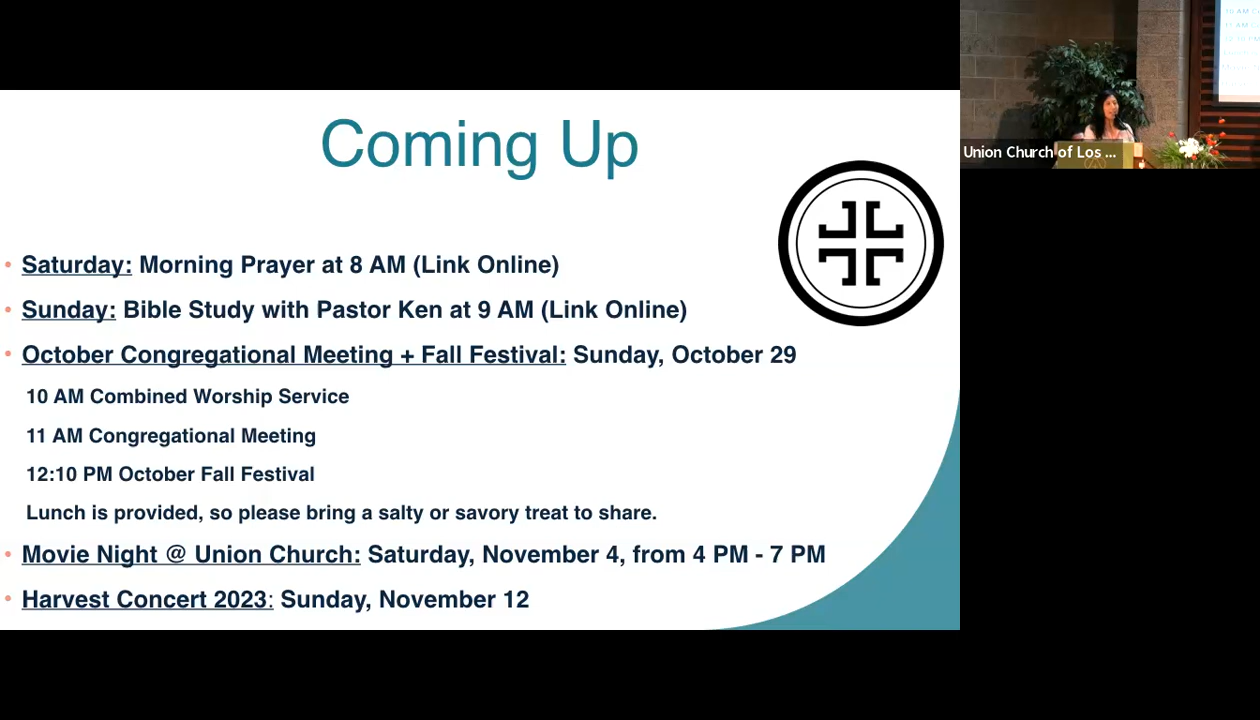 Coming Up
• Saturday: Morning Prayer at 8 AM (Link Online)
• Sunday: Bible Study with Pastor Ken at 9 AM (Link Online)
• October Congregational Meeting + Fall Festival: Sunday, October 29
10 AM Combined Worship Service
11 AM Congregational Meeting
12:10 PM October Fall Festival
Lunch is provided, so please bring a salty or savory treat to share.
• Movie Night @ Union Church: Saturday, November 4, from 4 PM - 7 PM
• Harvest Concert 2023: Sunday, November 12
Union Church of Los ...